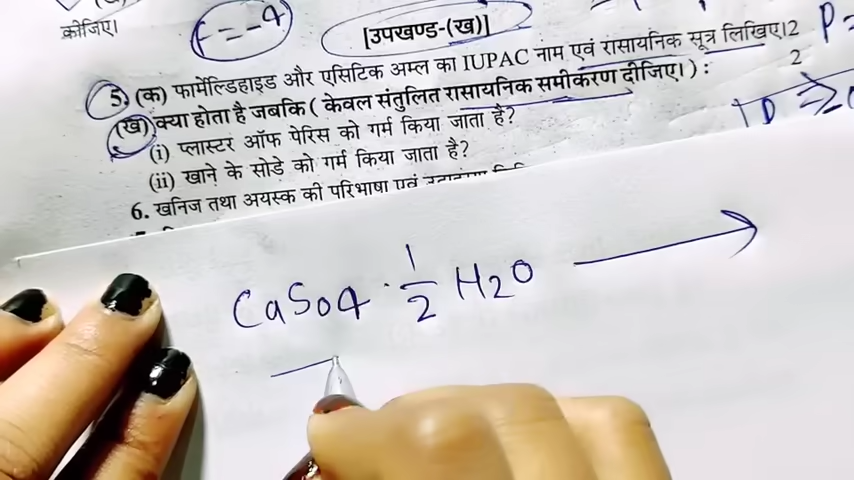 कीजिए।
r = -4
[उपखण्ड-(ख)]
P=
5. (क) फार्मेल्डिहाइड और एसिटिक अम्ल का IUPAC नाम एवं रासायनिक सूत्र लिखिए।2
(ख) क्या होता है जबकि ( केवल संतुलित रासायनिक समीकरण दीजिए। ) : 2
(i) प्लास्टर ऑफ पेरिस को गर्म किया जाता है?
(ii) खाने के सोडे को गर्म किया जाता है?
6. खनिज तथा अयस्क की परिभाषा एवं
CaSO4 · 1/2 H2O →